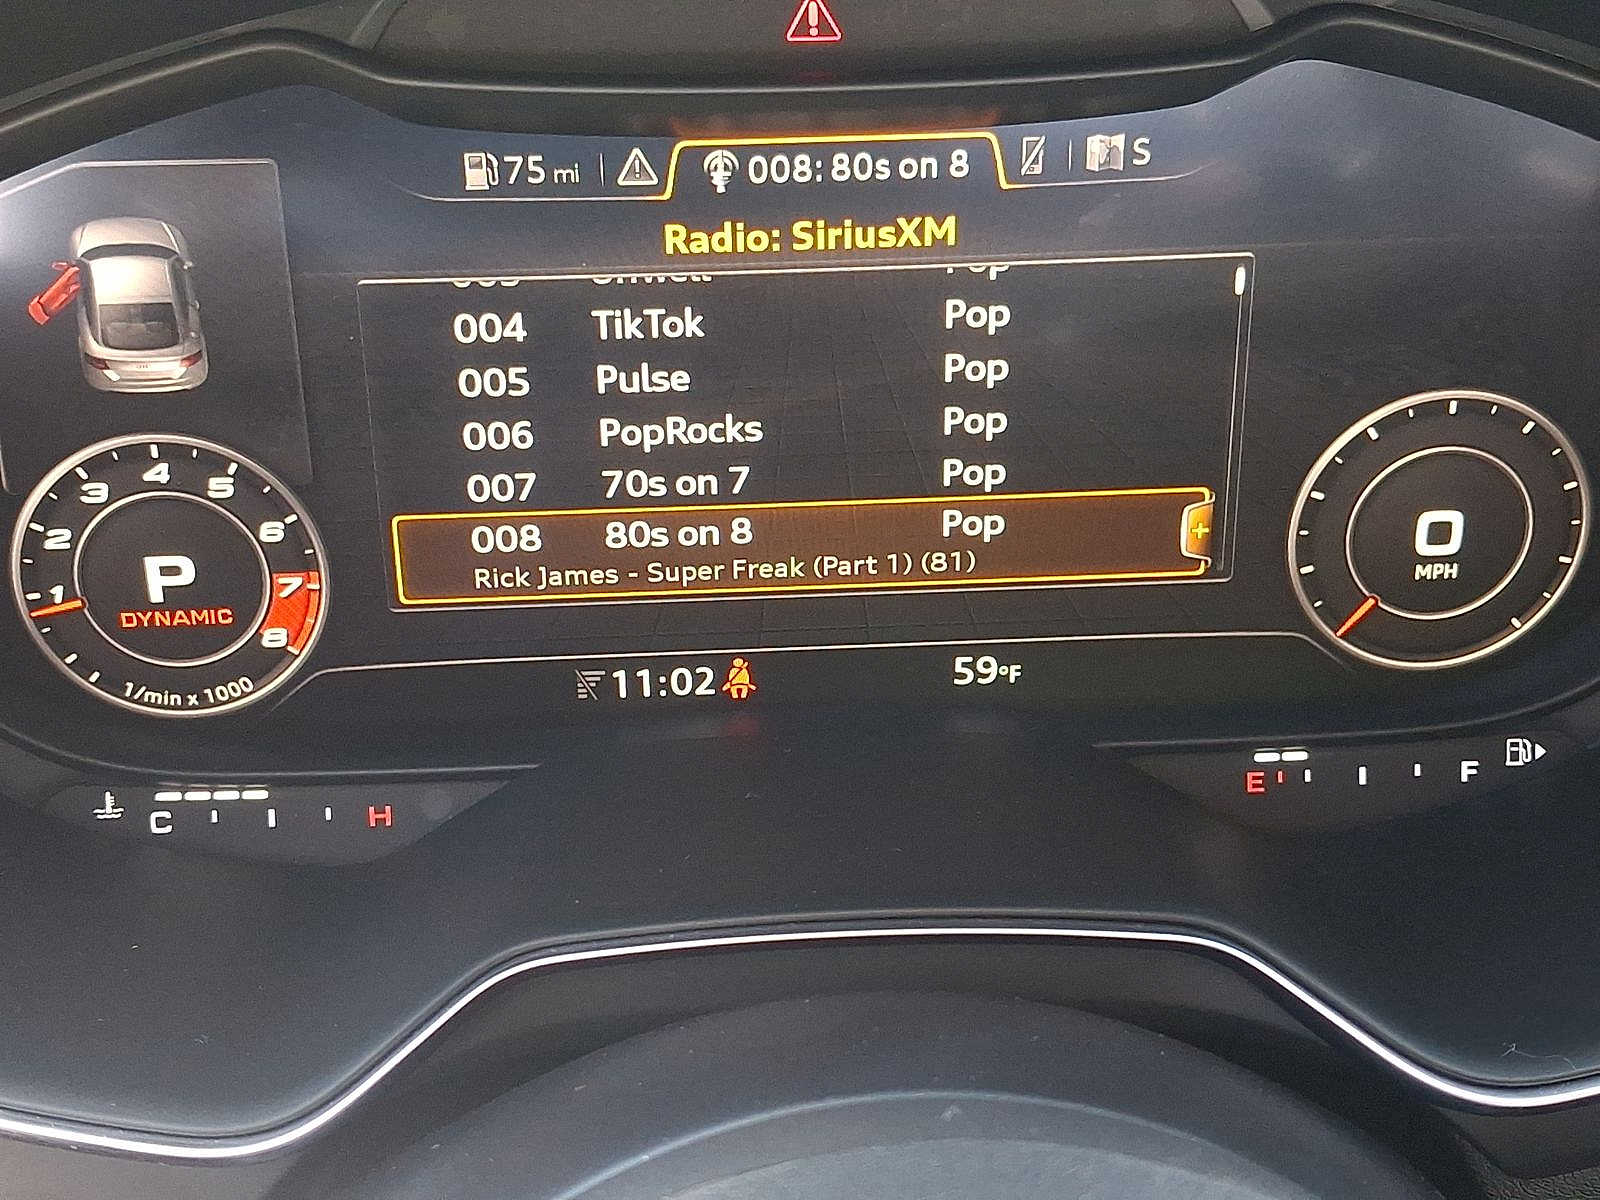 75 mi
008: 80s on 8
S
Radio: SiriusXM
Pop
004 TikTok Pop
005 Pulse Pop
006 PopRocks Pop
007 70s on 7 Pop
008 80s on 8 Pop
Rick James - Super Freak (Part 1) (81)
+
1 2 3 4 5 6 7 8
P
DYNAMIC
1/min x 1000
0
MPH
11:02
59°F
C H
E F